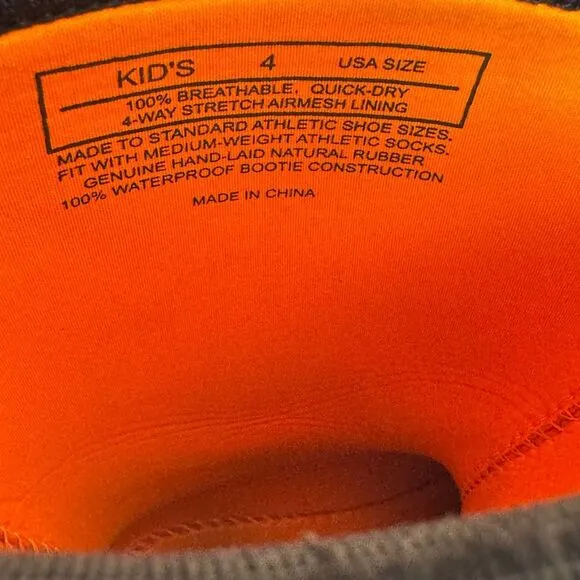 KID'S 4 USA SIZE
100% BREATHABLE, QUICK-DRY
4-WAY STRETCH AIRMESH LINING
MADE TO STANDARD ATHLETIC SHOE SIZES.
FIT WITH MEDIUM-WEIGHT ATHLETIC SOCKS.
GENUINE HAND-LAID NATURAL RUBBER
100% WATERPROOF BOOTIE CONSTRUCTION
MADE IN CHINA